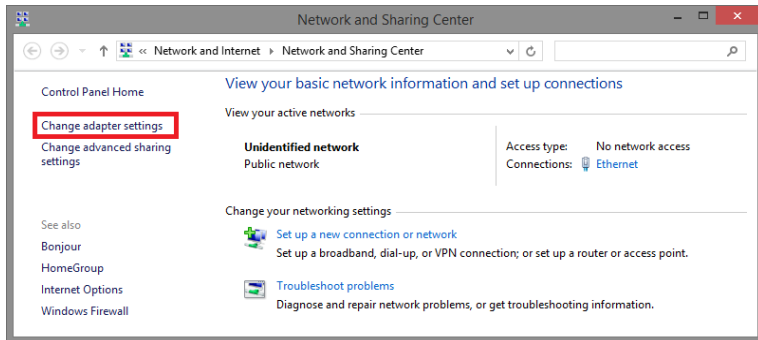 Network and Sharing Center
« Network and Internet Network and Sharing Center
Control Panel Home
Change adapter settings
Change advanced sharing
settings
See also
Bonjour
HomeGroup
Internet Options
Windows Firewall
View your basic network information and set up connections
View your active networks
Unidentified network
Public network
Access type: No network access
Connections: Ethernet
Change your networking settings
Set up a new connection or network
Set up a broadband, dial-up, or VPN connection; or set up a router or access point.
Troubleshoot problems
Diagnose and repair network problems, or get troubleshooting information.